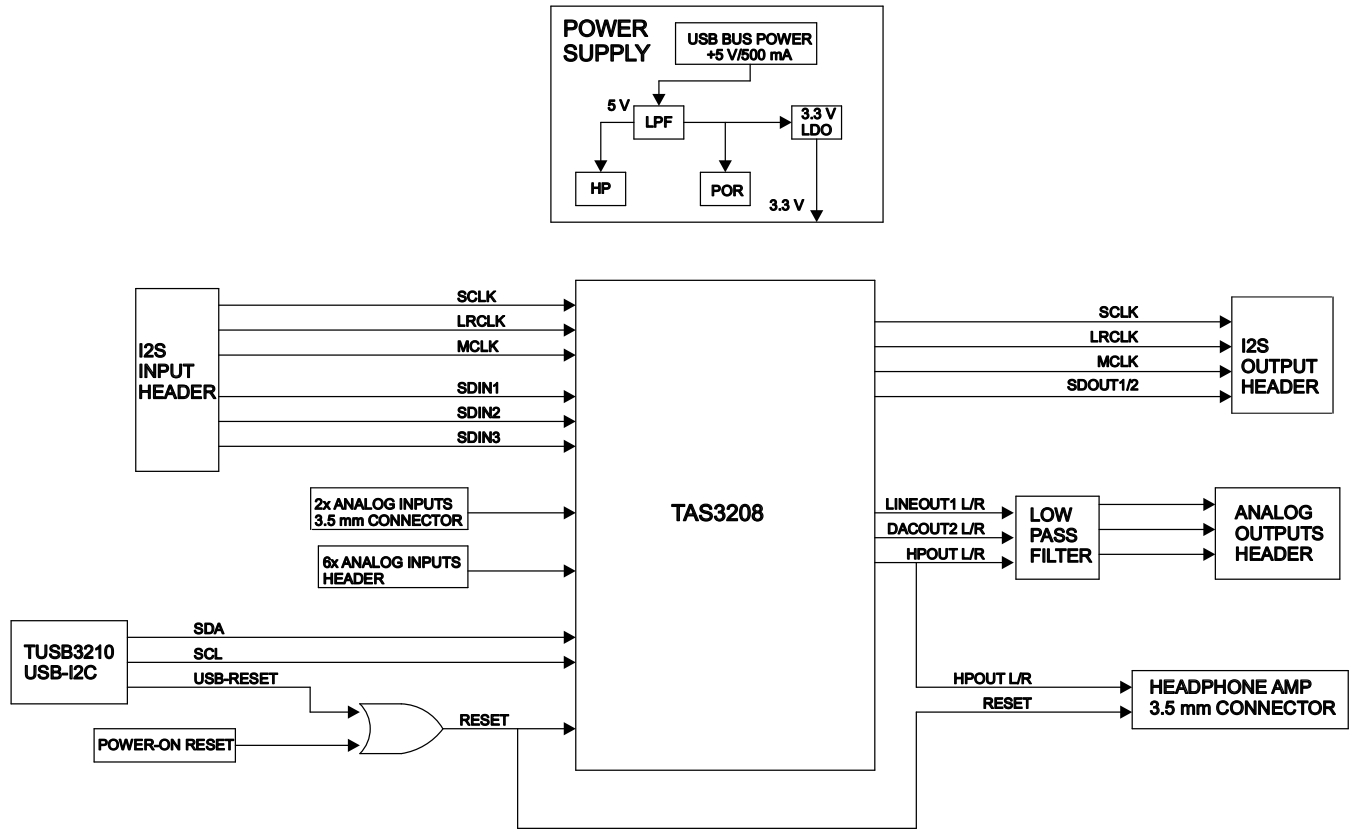 POWER
SUPPLY
USB BUS POWER
+5 V/500 mA
5 V
LPF
3.3 V
LDO
HP
POR
3.3 V
I2S
INPUT
HEADER
SCLK
LRCLK
MCLK
SDIN1
SDIN2
SDIN3
2x ANALOG INPUTS
3.5 mm CONNECTOR
6x ANALOG INPUTS
HEADER
TUSB3210
USB-I2C
SDA
SCL
USB-RESET
POWER-ON RESET
RESET
TAS3208
SCLK
LRCLK
MCLK
SDOUT1/2
I2S
OUTPUT
HEADER
LINEOUT1 L/R
DACOUT2 L/R
HPOUT L/R
LOW
PASS
FILTER
ANALOG
OUTPUTS
HEADER
HPOUT L/R
RESET
HEADPHONE AMP
3.5 mm CONNECTOR